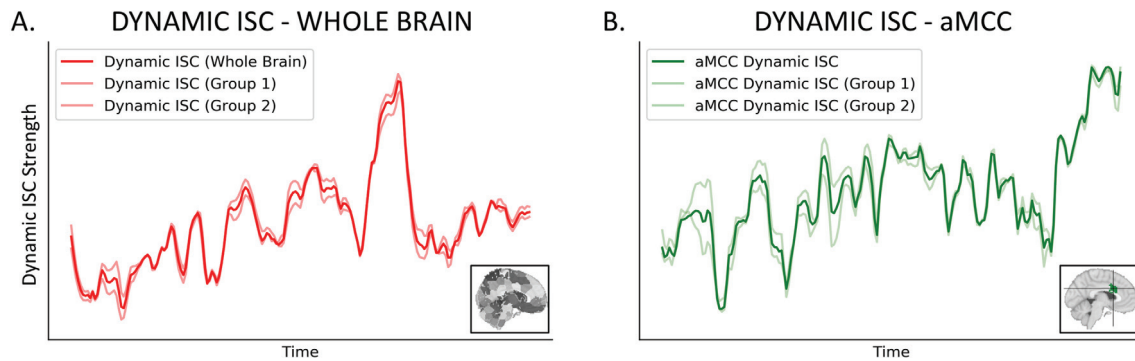 A.
DYNAMIC ISC - WHOLE BRAIN
Dynamic ISC (Whole Brain)
Dynamic ISC (Group 1)
Dynamic ISC (Group 2)
Dynamic ISC Strength
Time
B.
DYNAMIC ISC - aMCC
aMCC Dynamic ISC
aMCC Dynamic ISC (Group 1)
aMCC Dynamic ISC (Group 2)
Time